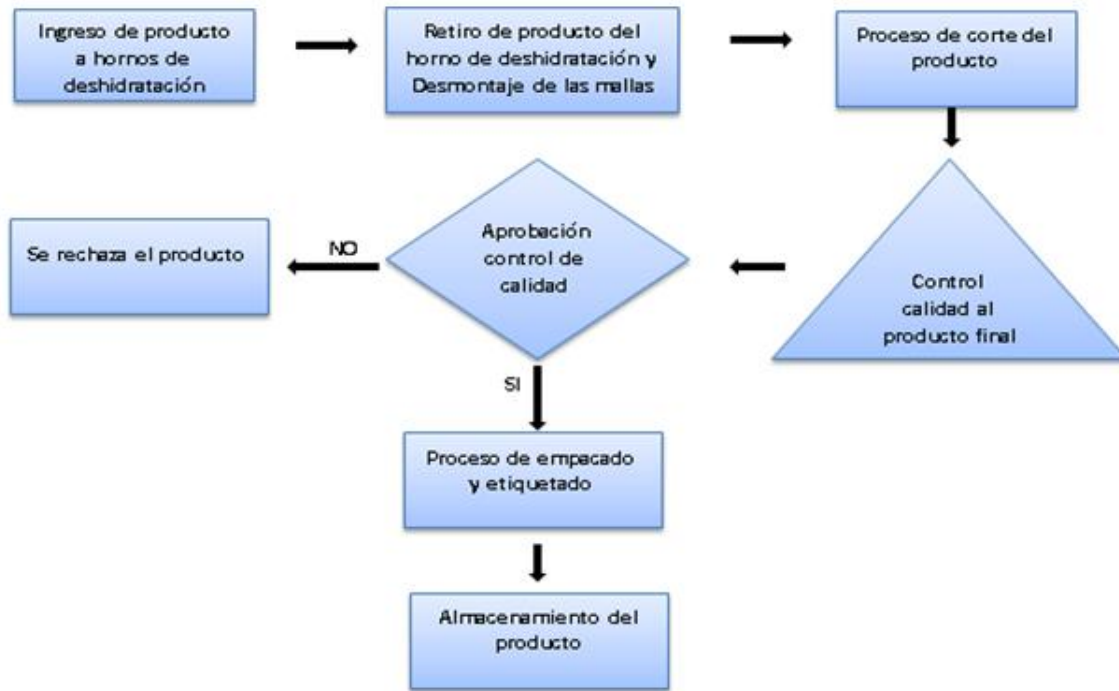 Ingreso de producto
a hornos de
deshidratación
Retiro de producto del
horno de deshidratación y
Desmontaje de las mallas
Proceso de corte del
producto
Control
calidad al
producto final
Aprobación
control de
calidad
NO
Se rechaza el producto
SI
Proceso de empacado
y etiquetado
Almacenamiento del
producto